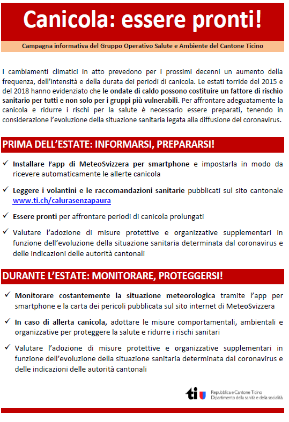 Canicola: essere pronti!
Campagna informativa del Gruppo Operativo Salute e Ambiente del Cantone Ticino
I cambiamenti climatici in atto prevedono per i prossimi decenni un aumento della
frequenza, dell'intensità e della durata dei periodi di canicola. Le estati torride del 2015 e
del 2018 hanno evidenziato che le ondate di caldo possono costituire un fattore di rischio
sanitario per tutti e non solo per i gruppi più vulnerabili. Per affrontare adeguatamente la
canicola e ridurre i rischi per la salute è necessario essere preparati, tenendo in
considerazione l'evoluzione della situazione sanitaria legata alla diffusione del coronavirus.
PRIMA DELL'ESTATE: INFORMARSI, PREPARARSI!
✓ Installare l'app di MeteoSvizzera per smartphone e impostarla in modo da
ricevere automaticamente le allerte canicola
✓ Leggere i volantini e le raccomandazioni sanitarie pubblicati sul sito cantonale
www.ti.ch/calurasenzapaura
✓ Essere pronti per affrontare periodi di canicola prolungati
✓ Valutare l'adozione di misure protettive e organizzative supplementari in
funzione dell'evoluzione della situazione sanitaria determinata dal coronavirus e
delle indicazioni delle autorità cantonali
DURANTE L'ESTATE: MONITORARE, PROTEGGERSI!
✓ Monitorare costantemente la situazione meteorologica tramite l'app per
smartphone e la carta dei pericoli pubblicata sul sito internet di MeteoSvizzera
✓ In caso di allerta canicola, adottare le misure comportamentali, ambientali e
organizzative per proteggere la salute e ridurre i rischi sanitari
✓ Valutare l'adozione di misure protettive e organizzative supplementari in
funzione dell'evoluzione della situazione sanitaria determinata dal coronavirus e
delle indicazioni delle autorità cantonali
ti
Repubblica e Cantone Ticino
Dipartimento della sanità e della socialità